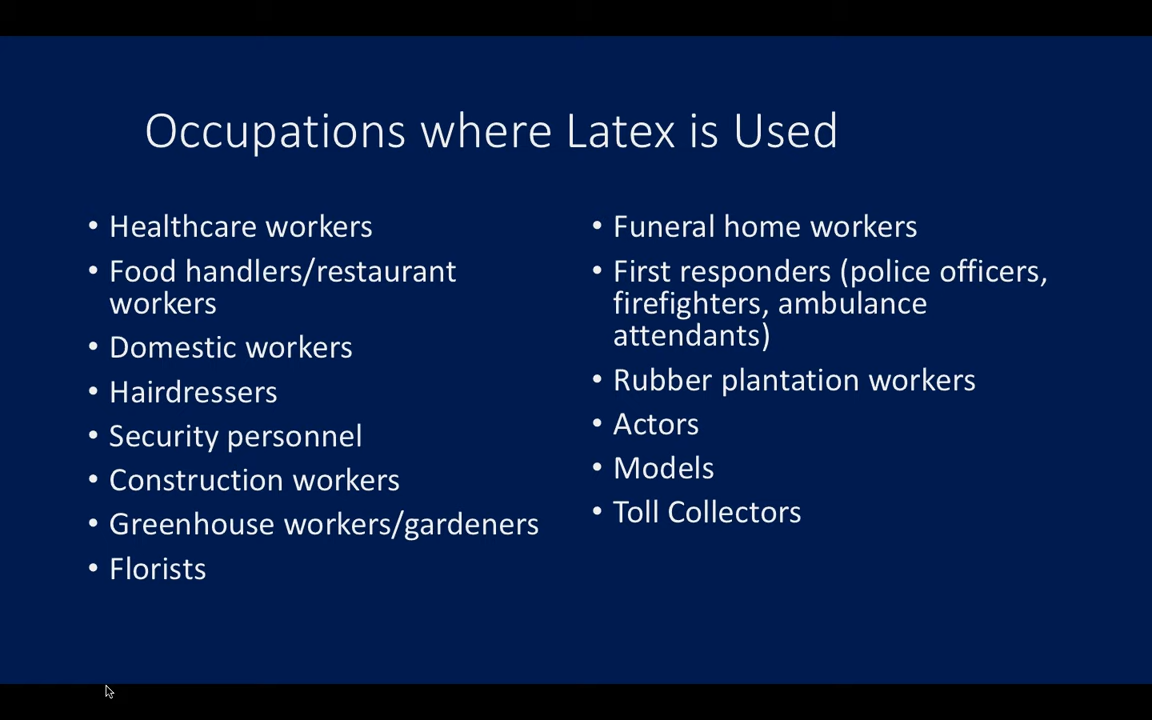 Occupations where Latex is Used
• Healthcare workers
• Food handlers/restaurant
workers
• Domestic workers
• Hairdressers
• Security personnel
• Construction workers
• Greenhouse workers/gardeners
• Florists
• Funeral home workers
• First responders (police officers,
firefighters, ambulance
attendants)
• Rubber plantation workers
• Actors
• Models
• Toll Collectors